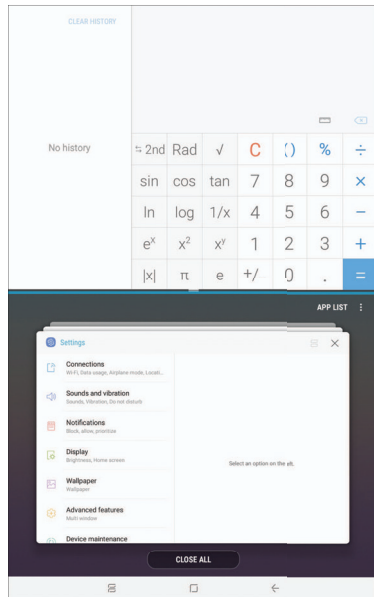 CLEAR HISTORY
No history
⇆ 2nd Rad √ C () % ÷
sin cos tan 7 8 9 ×
ln log 1/x 4 5 6 −
eˣ x² xʸ 1 2 3 +
|x| π e +/− 0 . =
APP LIST
Settings
Connections
Wi-Fi, Data usage, Airplane mode, Locati...
Sounds and vibration
Sounds, Vibration, Do not disturb
Notifications
Block, allow, prioritize
Display
Brightness, Home screen
Wallpaper
Wallpaper
Advanced features
Multi window
Device maintenance
Select an option on the
CLOSE ALL